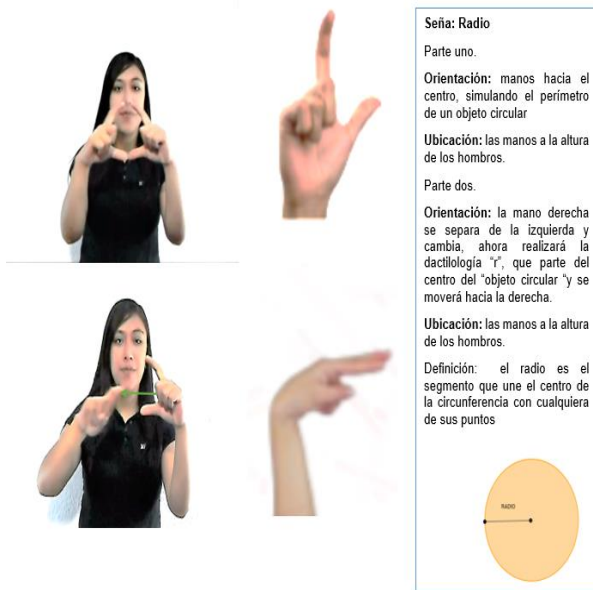 Seña: Radio
Parte uno.
Orientación: manos hacia el
centro, simulando el perímetro
de un objeto circular
Ubicación: las manos a la altura
de los hombros.
Parte dos.
Orientación: la mano derecha
se separa de la izquierda y
cambia, ahora realizará la
dactilología “r”, que parte del
centro del “objeto circular “y se
moverá hacia la derecha.
Ubicación: las manos a la altura
de los hombros.
Definición: el radio es el
segmento que une el centro de
la circunferencia con cualquiera
de sus puntos
RADIO